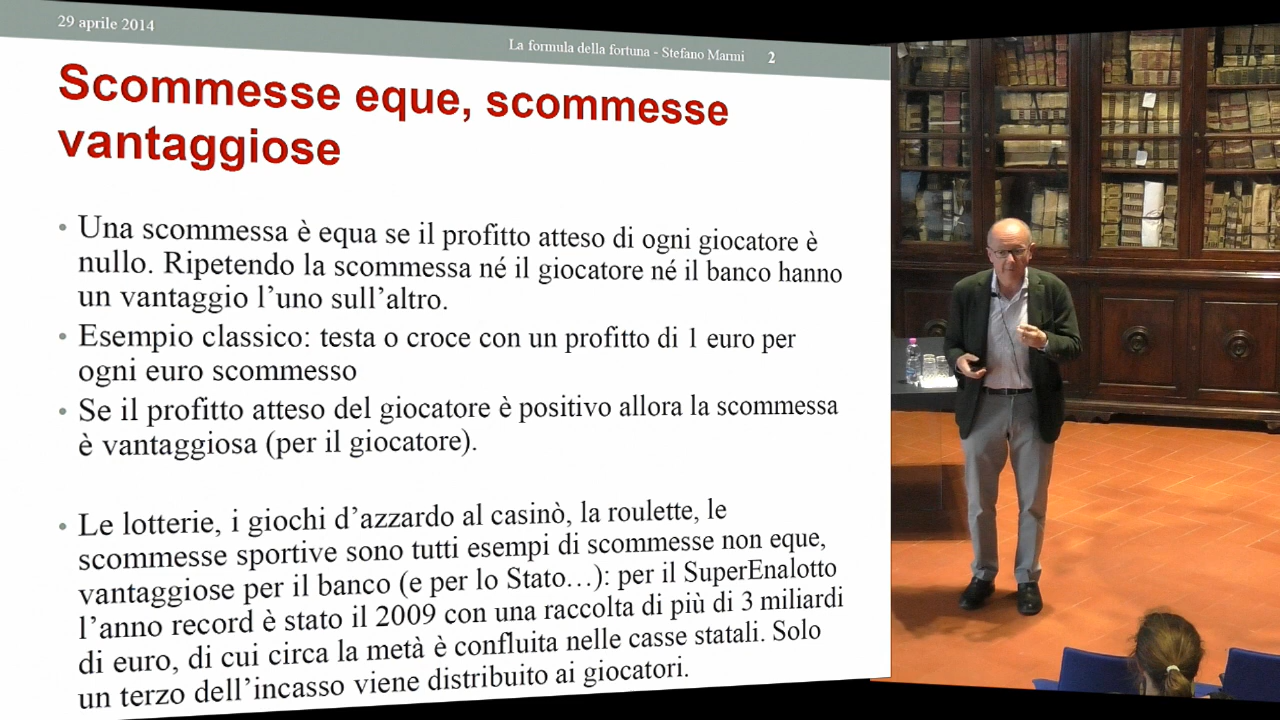 29 aprile 2014
La formula della fortuna - Stefano Marmi 2
Scommesse eque, scommesse
vantaggiose
• Una scommessa è equa se il profitto atteso di ogni giocatore è
nullo. Ripetendo la scommessa né il giocatore né il banco hanno
un vantaggio l’uno sull’altro.
• Esempio classico: testa o croce con un profitto di 1 euro per
ogni euro scommesso
• Se il profitto atteso del giocatore è positivo allora la scommessa
è vantaggiosa (per il giocatore).
• Le lotterie, i giochi d’azzardo al casinò, la roulette, le
scommesse sportive sono tutti esempi di scommesse non eque,
vantaggiose per il banco (e per lo Stato…): per il SuperEnalotto
l’anno record è stato il 2009 con una raccolta di più di 3 miliardi
di euro, di cui circa la metà è confluita nelle casse statali. Solo
un terzo dell’incasso viene distribuito ai giocatori.